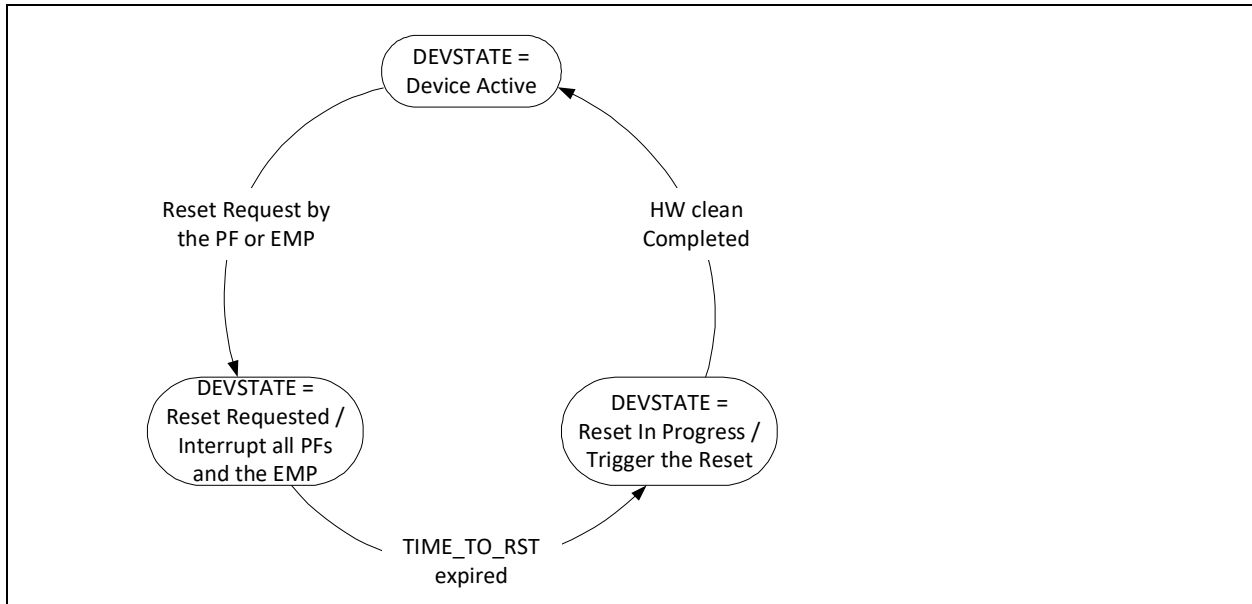 DEVSTATE =
Device Active
Reset Request by
the PF or EMP
HW clean
Completed
DEVSTATE =
Reset Requested /
Interrupt all PFs
and the EMP
DEVSTATE =
Reset In Progress /
Trigger the Reset
TIME_TO_RST
expired